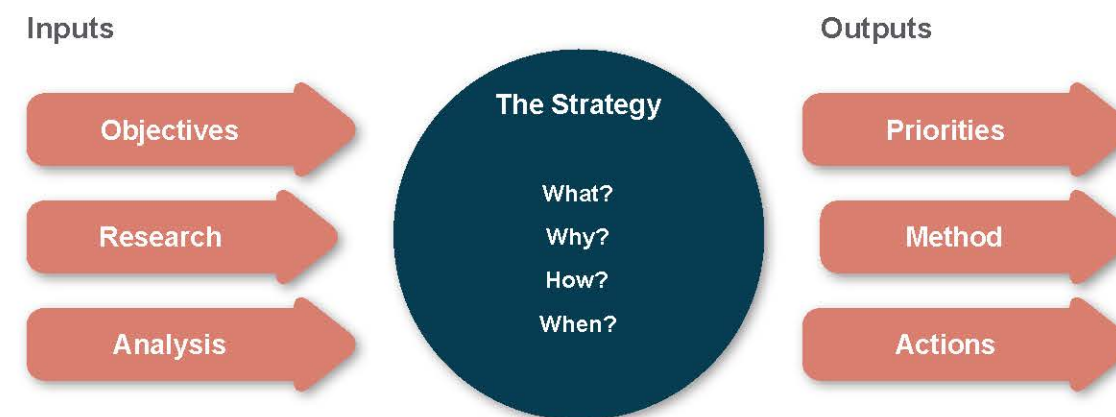 Inputs
Objectives
Research
Analysis
The Strategy
What?
Why?
How?
When?
Outputs
Priorities
Method
Actions